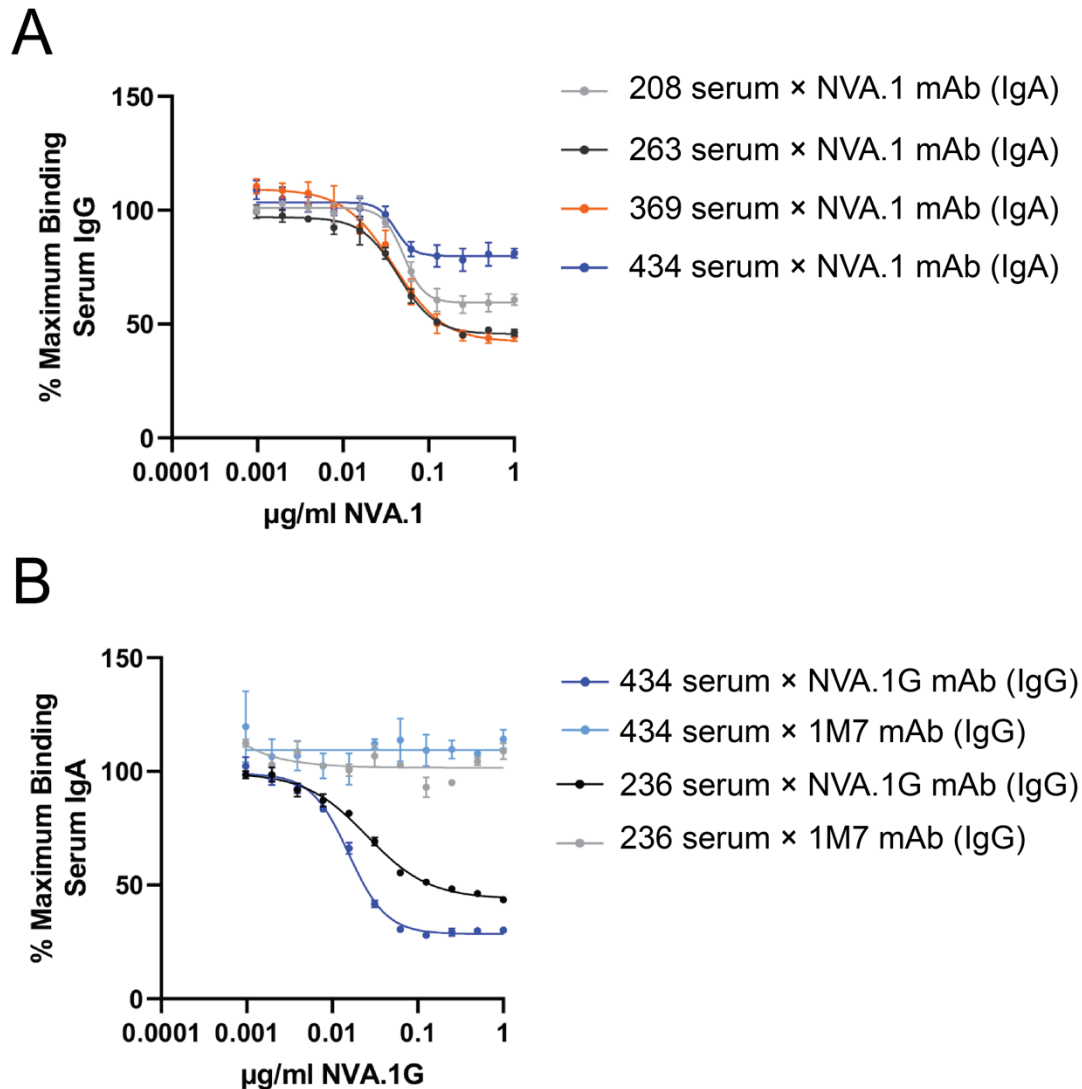 A
150
100
50
0
0.0001 0.001 0.01 0.1 1
% Maximum Binding
Serum IgG
µg/ml NVA.1
208 serum × NVA.1 mAb (IgA)
263 serum × NVA.1 mAb (IgA)
369 serum × NVA.1 mAb (IgA)
434 serum × NVA.1 mAb (IgA)
B
150
100
50
0
0.0001 0.001 0.01 0.1 1
% Maximum Binding
Serum IgA
µg/ml NVA.1G
434 serum × NVA.1G mAb (IgG)
434 serum × 1M7 mAb (IgG)
236 serum × NVA.1G mAb (IgG)
236 serum × 1M7 mAb (IgG)